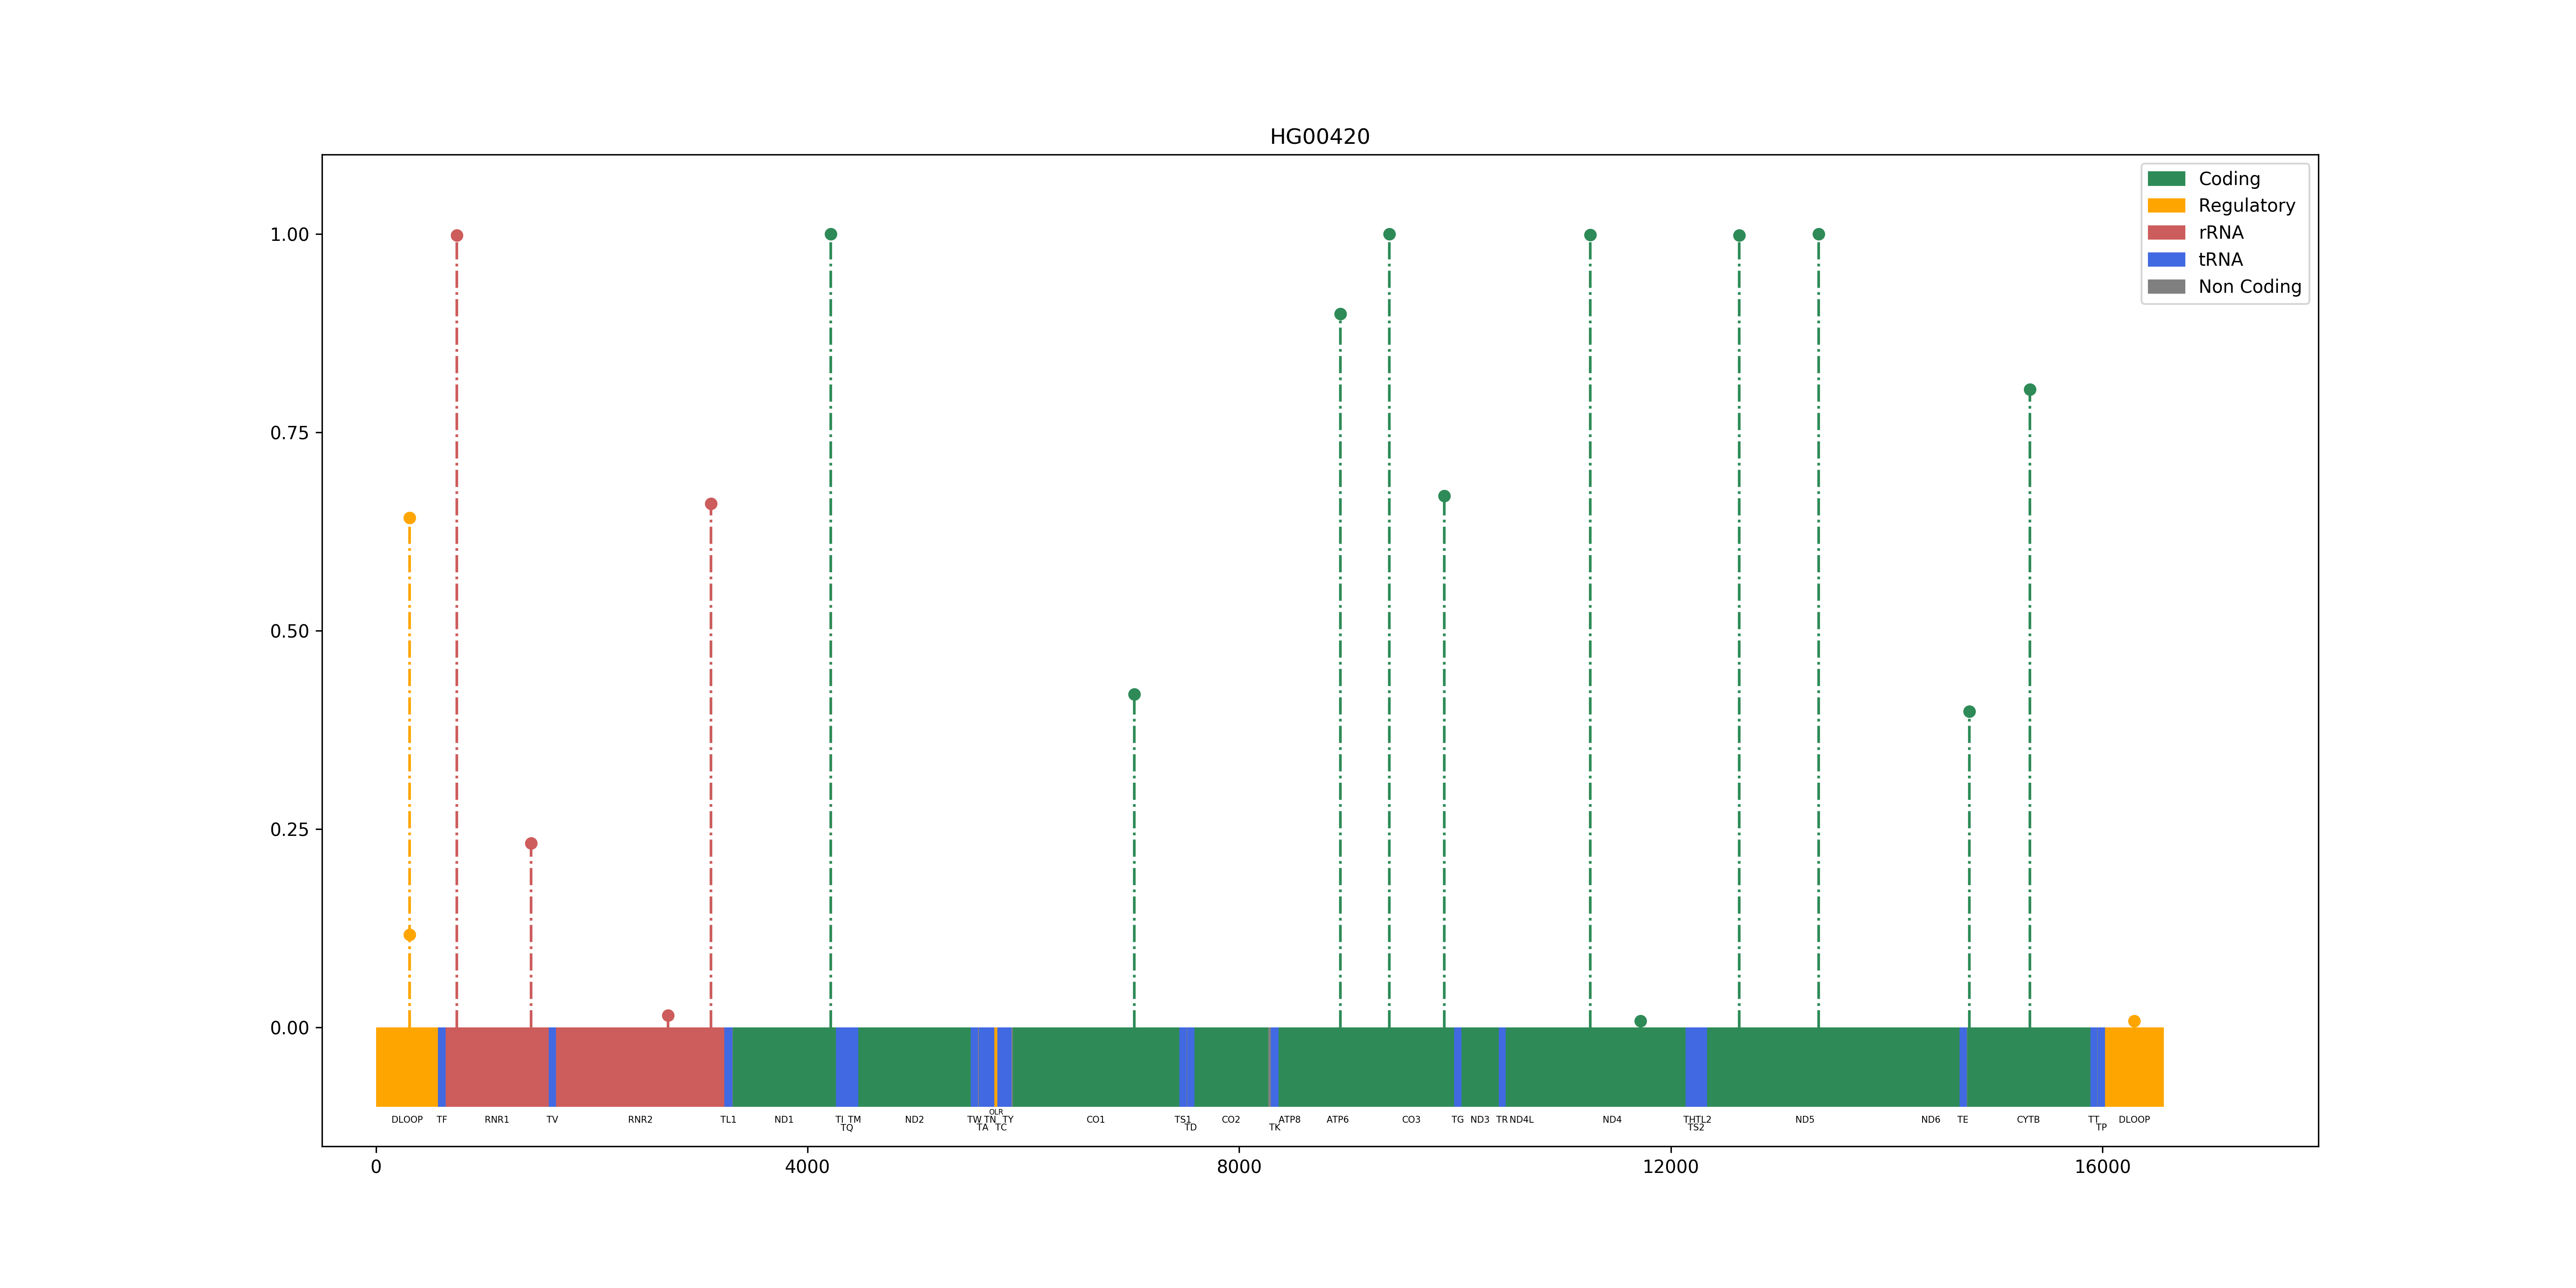 HG00420
Coding
Regulatory
rRNA
tRNA
Non Coding
1.00
0.75
0.50
0.25
0.00
OLR
DLOOP TF RNR1 TV RNR2 TL1 ND1 TI TM ND2 TW TN TY CO1 TS1 CO2 ATP8 ATP6 CO3 TG ND3 TR ND4L ND4 TH TL2 ND5 ND6 TE CYTB TT DLOOP
TQ TA TC TD TK TS2 TP
0 4000 8000 12000 16000